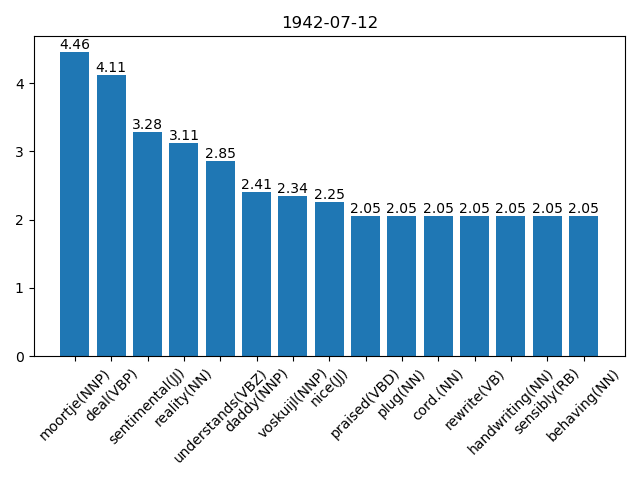 1942-07-12
4.46
4.11
3.28
3.11
2.85
2.41
2.34
2.25
2.05
2.05
2.05
2.05
2.05
2.05
2.05
4
3
2
1
0
moortje(NNP)
deal(VBP)
sentimental(JJ)
reality(NN)
understands(VBZ)
daddy(NNP)
voskuijl(NNP)
nice(JJ)
praised(VBD)
plug(NN)
cord.(NN)
rewrite(VB)
handwriting(NN)
sensibly(RB)
behaving(NN)